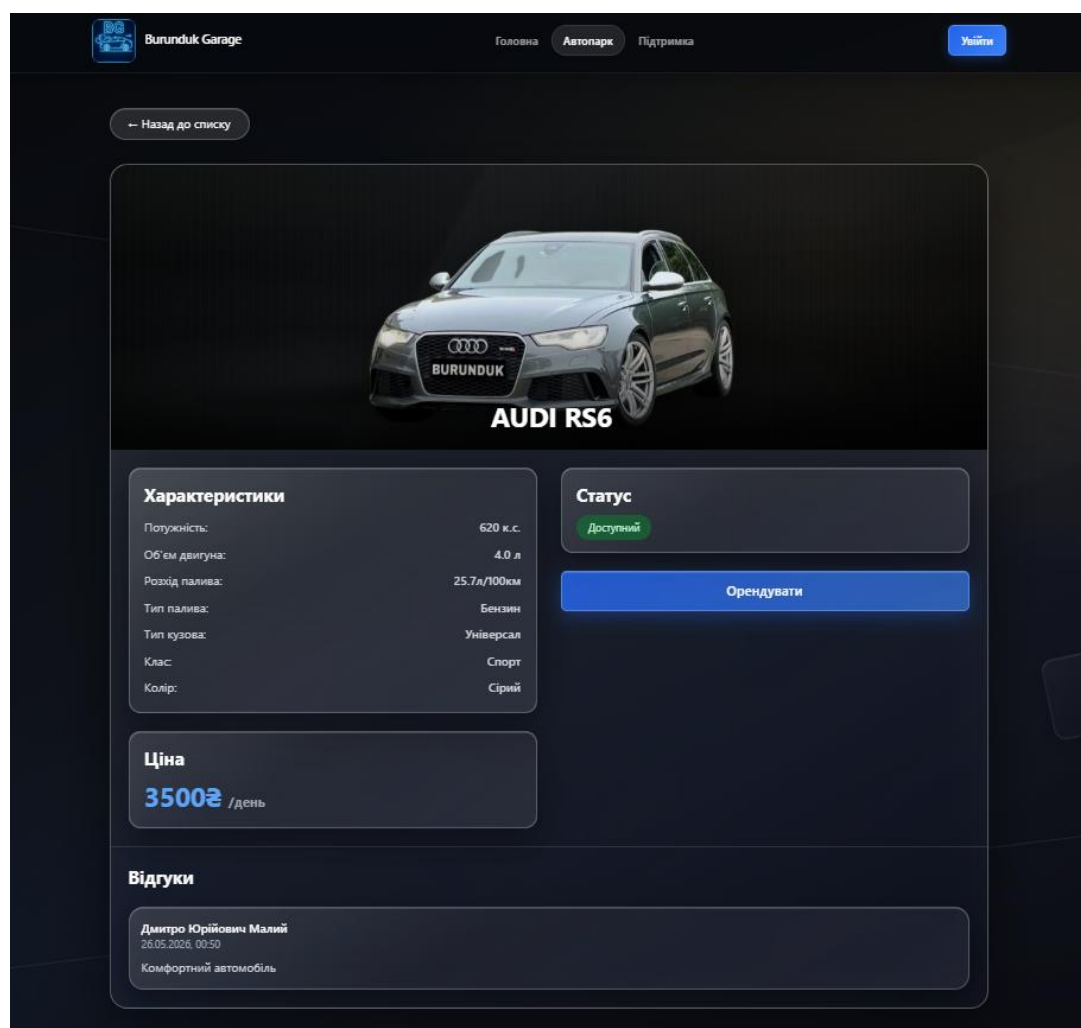 BG
Burunduk Garage
Головна
Автопарк
Підтримка
Увійти
← Назад до списку
BURUNDUK
AUDI RS6
Характеристики
Потужність: 620 к.с.
Об'єм двигуна: 4.0 л
Розхід палива: 25.7л/100км
Тип палива: Бензин
Тип кузова: Універсал
Клас: Спорт
Колір: Сірий
Статус
Доступний
Орендувати
Ціна
3500₴ /день
Відгуки
Дмитро Юрійович Малий
26.05.2026, 00:50
Комфортний автомобіль